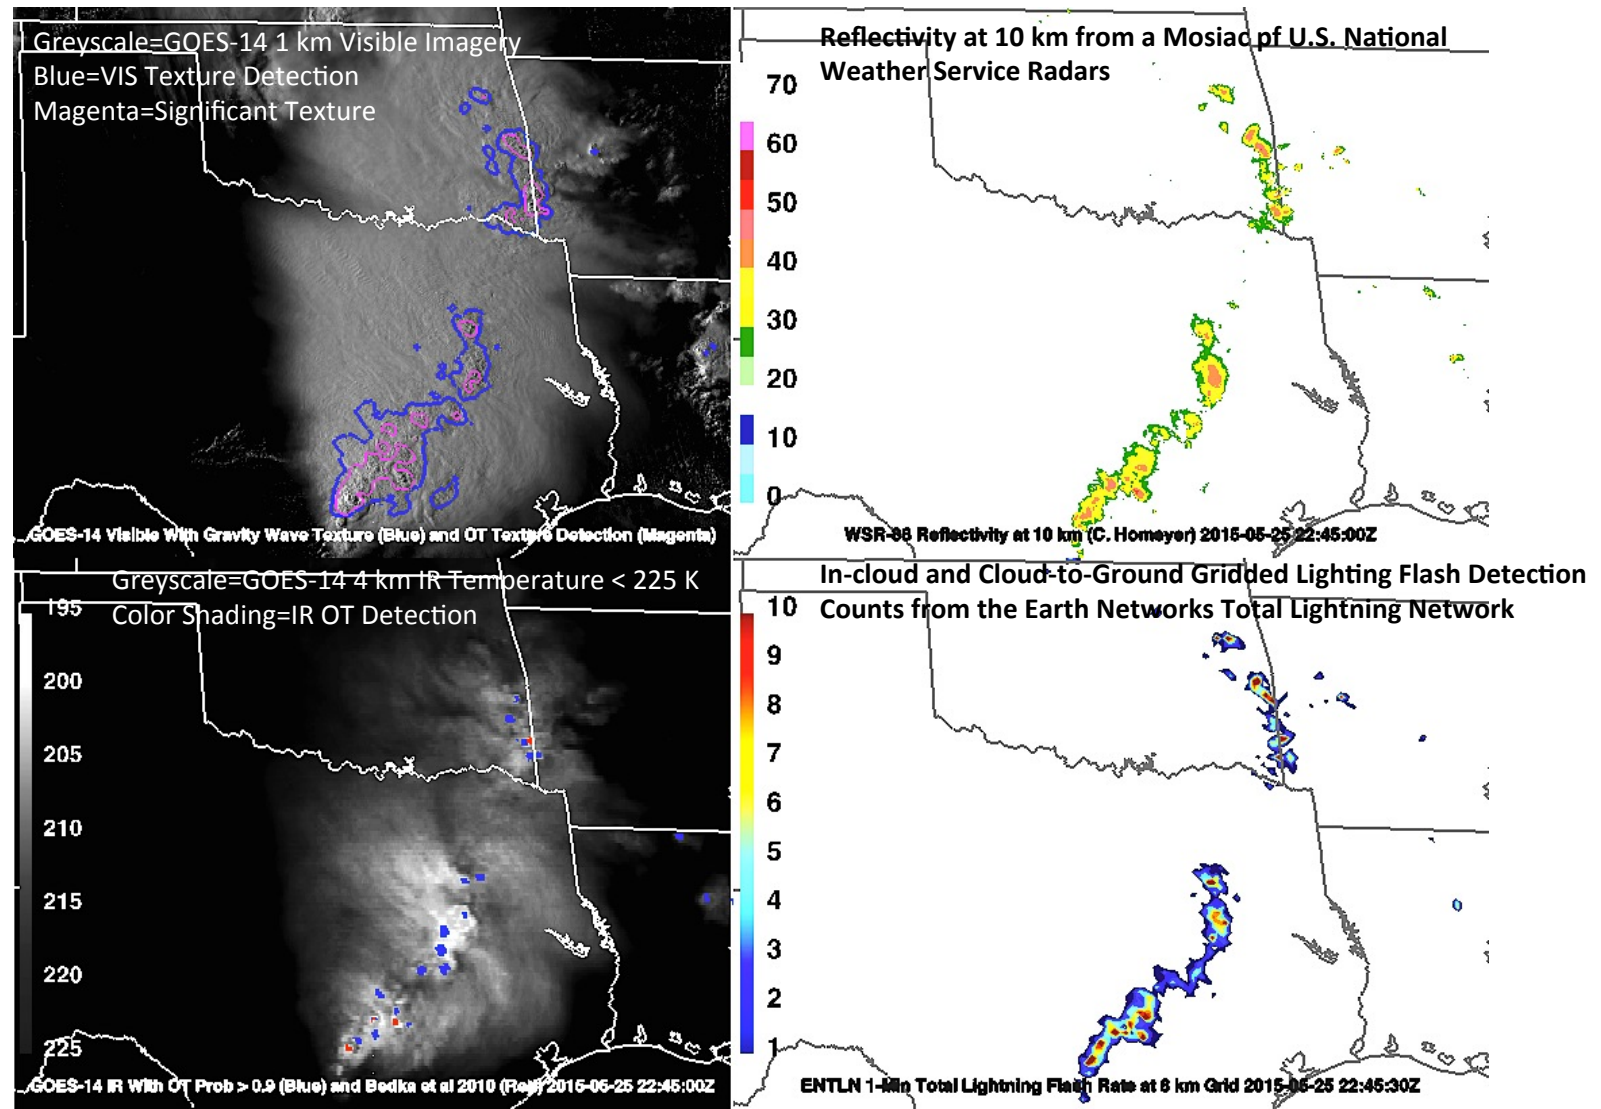 Greyscale=GOES-14 1 km Visible Imagery
Blue=VIS Texture Detection
Magenta=Significant Texture
GOES-14 Visible With Gravity Wave Texture (Blue) and OT Texture Detection (Magenta)
Reflectivity at 10 km from a Mosiac pf U.S. National
Weather Service Radars
70
60
50
40
30
20
10
0
WSR-88 Reflectivity at 10 km (C. Homeyer) 2015-05-25 22:45:00Z
Greyscale=GOES-14 4 km IR Temperature < 225 K
Color Shading=IR OT Detection
195
200
205
210
215
220
225
GOES-14 IR With OT Prob > 0.9 (Blue) and Bedka et al 2010 (Red) 2015-05-25 22:45:00Z
In-cloud and Cloud-to-Ground Gridded Lighting Flash Detection
Counts from the Earth Networks Total Lightning Network
10
9
8
7
6
5
4
3
2
1
ENTLN 1-Min Total Lightning Flash Rate at 8 km Grid 2015-05-25 22:45:30Z